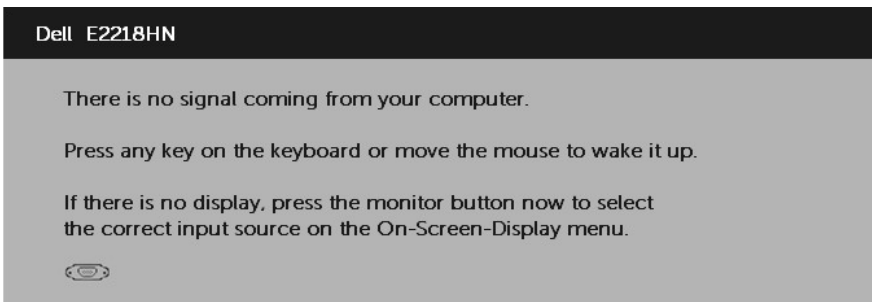 Dell E2218HN
There is no signal coming from your computer.
Press any key on the keyboard or move the mouse to wake it up.
If there is no display, press the monitor button now to select
the correct input source on the On-Screen-Display menu.